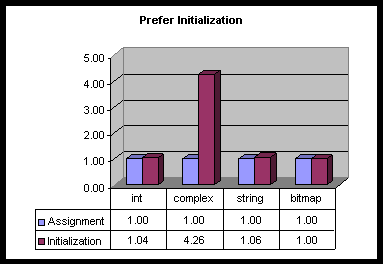 Prefer Initialization
5.00
4.00
3.00
2.00
1.00
0.00
int complex string bitmap
Assignment 1.00 1.00 1.00 1.00
Initialization 1.04 4.26 1.06 1.00